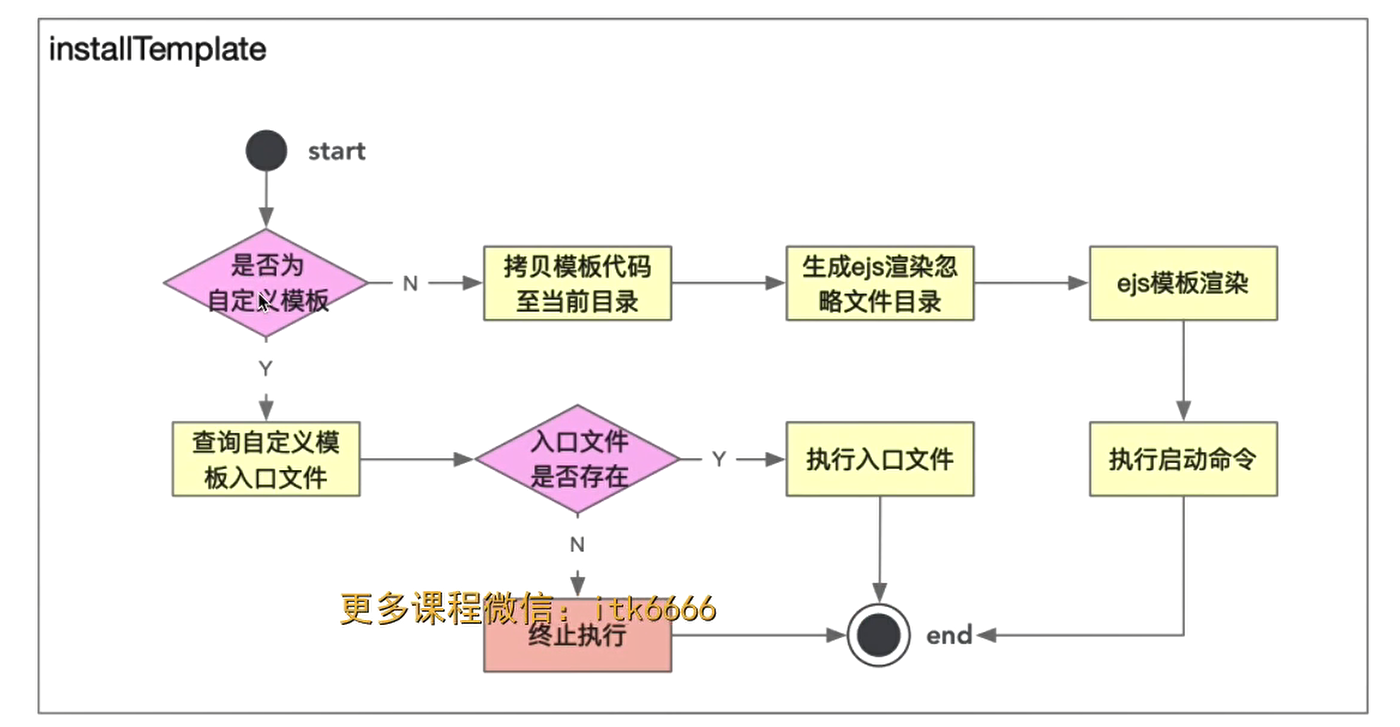 installTemplate
start
是否为
自定义模板
N
拷贝模板代码
至当前目录
生成ejs渲染忽
略文件目录
ejs模板渲染
Y
查询自定义模
板入口文件
入口文件
是否存在
Y
执行入口文件
执行启动命令
N
更多课程微信：itk6666
终止执行
end